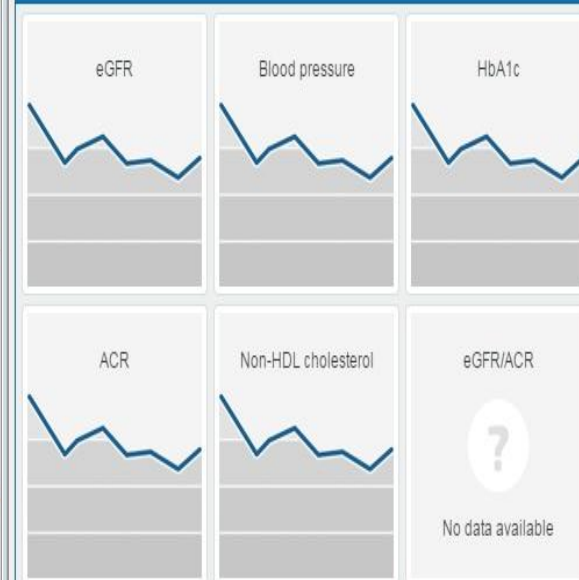 eGFR
Blood pressure
HbA1c
ACR
Non-HDL cholesterol
eGFR/ACR
?
No data available